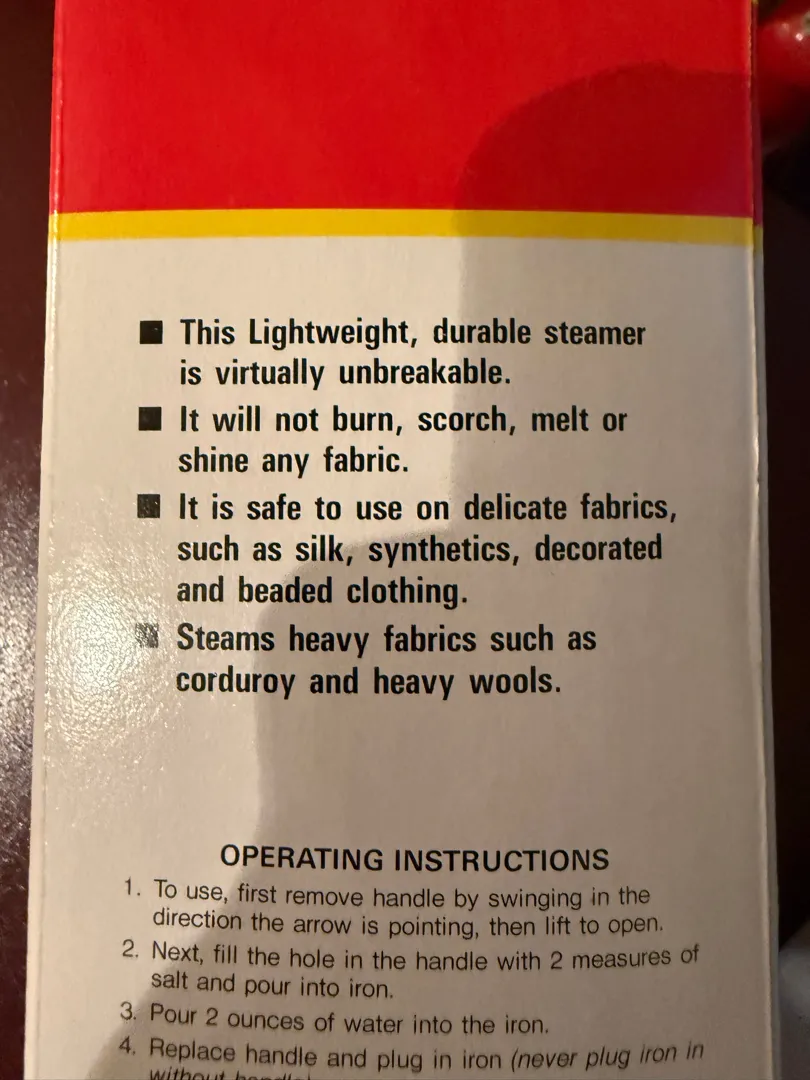 This Lightweight, durable steamer
is virtually unbreakable.
It will not burn, scorch, melt or
shine any fabric.
It is safe to use on delicate fabrics,
such as silk, synthetics, decorated
and beaded clothing.
Steams heavy fabrics such as
corduroy and heavy wools.
OPERATING INSTRUCTIONS
1. To use, first remove handle by swinging in the
direction the arrow is pointing, then lift to open.
2. Next, fill the hole in the handle with 2 measures of
salt and pour into iron.
3. Pour 2 ounces of water into the iron.
4. Replace handle and plug in iron (never plug iron in
without handle)